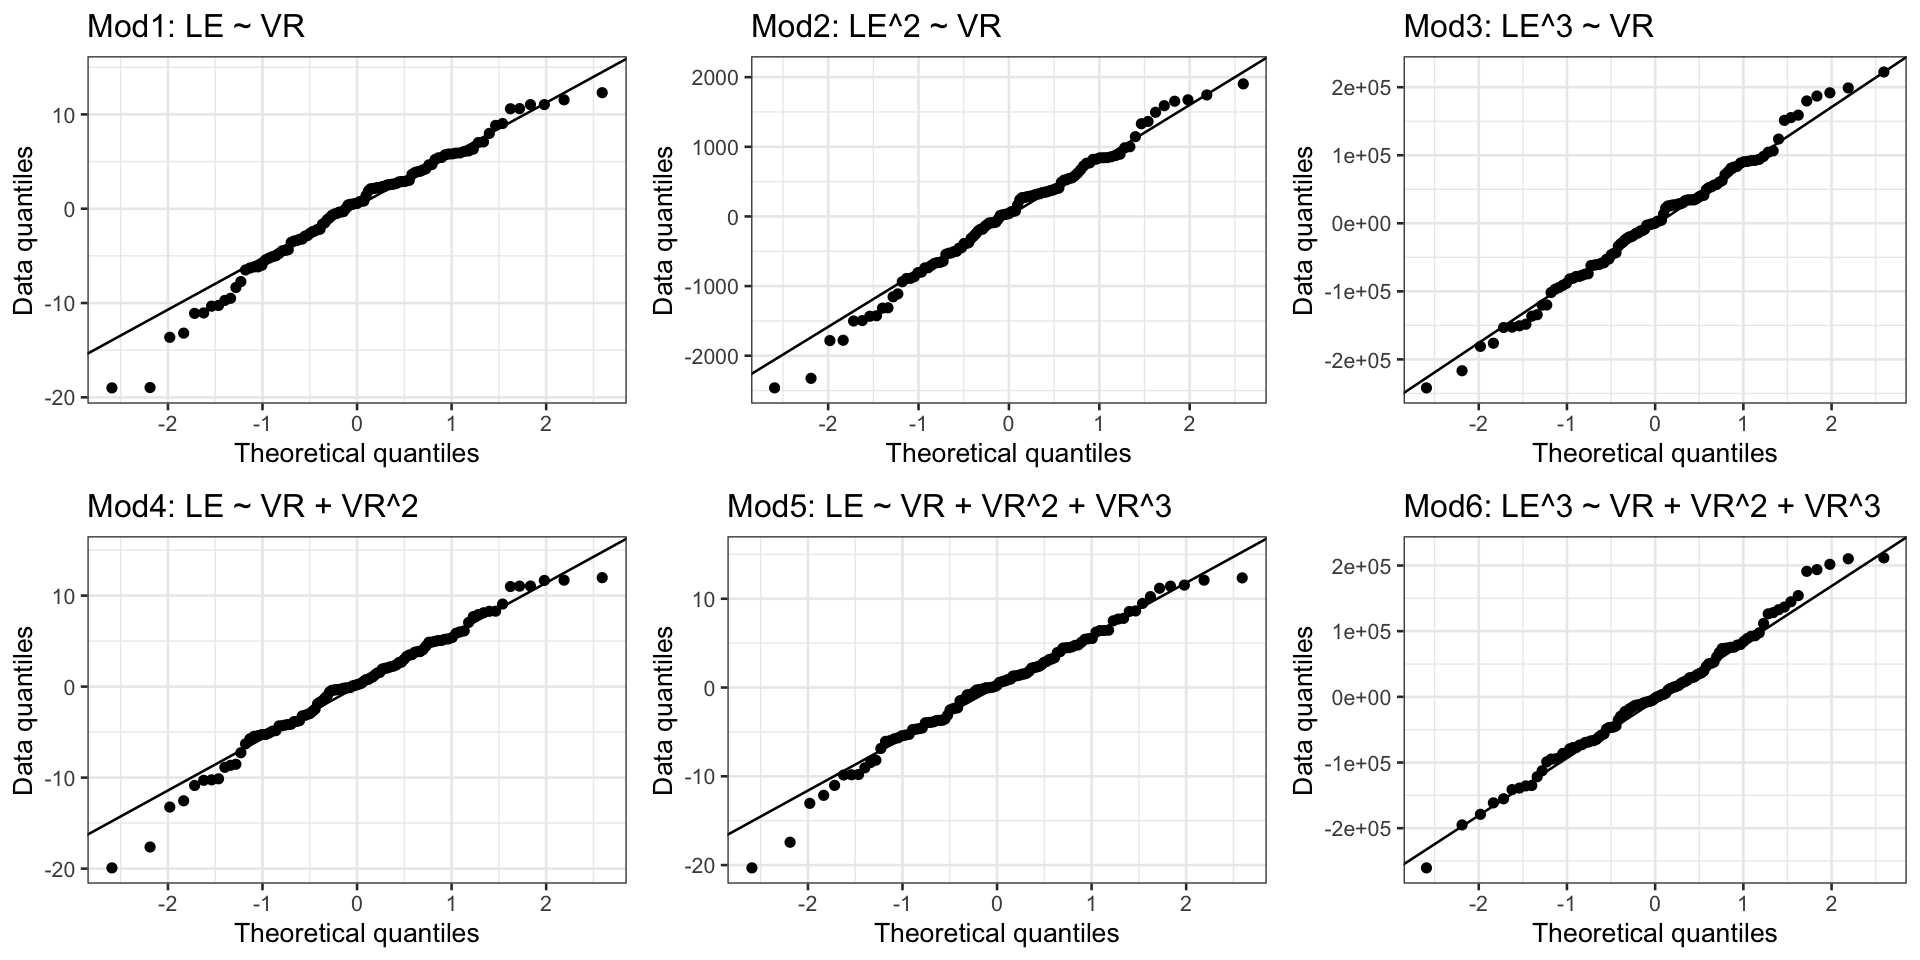 Mod1: LE ~ VR
Data quantiles
10
0
-10
-20
-2 -1 0 1 2
Theoretical quantiles
Mod2: LE^2 ~ VR
Data quantiles
2000
1000
0
-1000
-2000
-2 -1 0 1 2
Theoretical quantiles
Mod3: LE^3 ~ VR
Data quantiles
2e+05
1e+05
0e+00
-1e+05
-2e+05
-2 -1 0 1 2
Theoretical quantiles
Mod4: LE ~ VR + VR^2
Data quantiles
10
0
-10
-20
-2 -1 0 1 2
Theoretical quantiles
Mod5: LE ~ VR + VR^2 + VR^3
Data quantiles
10
0
-10
-20
-2 -1 0 1 2
Theoretical quantiles
Mod6: LE^3 ~ VR + VR^2 + VR^3
Data quantiles
2e+05
1e+05
0e+00
-1e+05
-2e+05
-2 -1 0 1 2
Theoretical quantiles